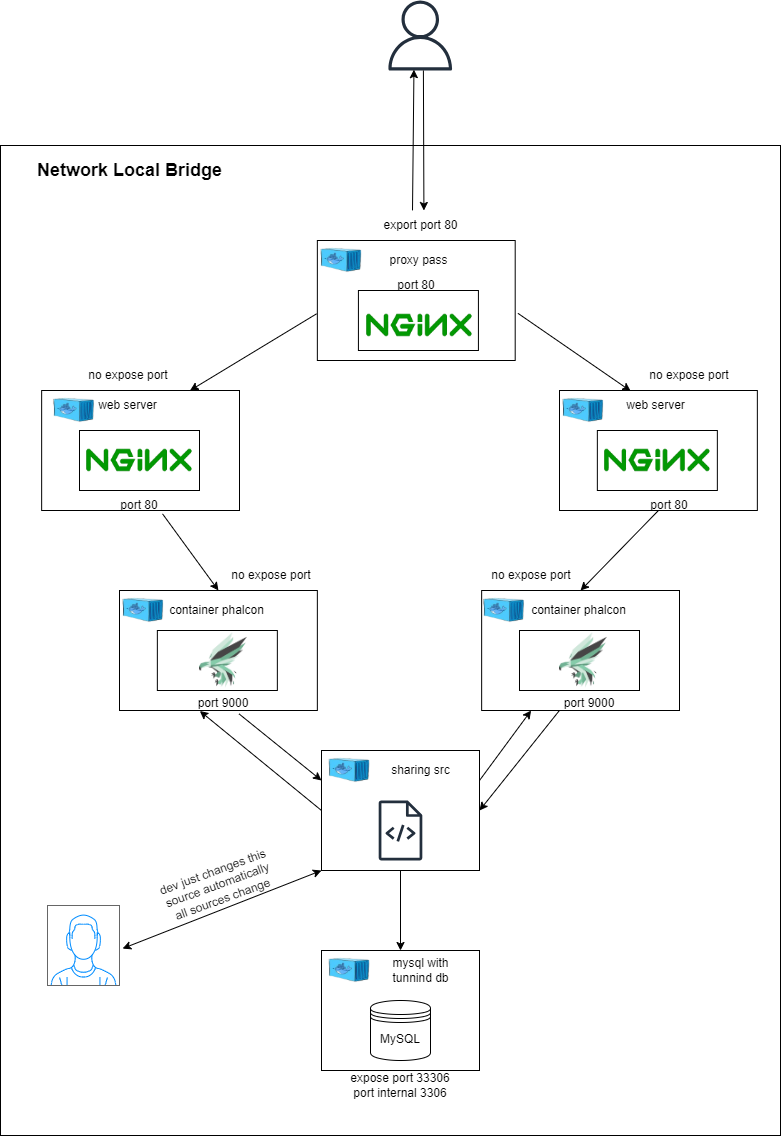 Network Local Bridge
export port 80
proxy pass
port 80
NGiNX
no expose port
no expose port
web server
web server
NGiNX
NGiNX
port 80
port 80
no expose port
no expose port
container phalcon
container phalcon
port 9000
port 9000
sharing src
</>
dev just changes this
source automatically
all sources change
mysql with
tunnind db
MySQL
expose port 33306
port internal 3306